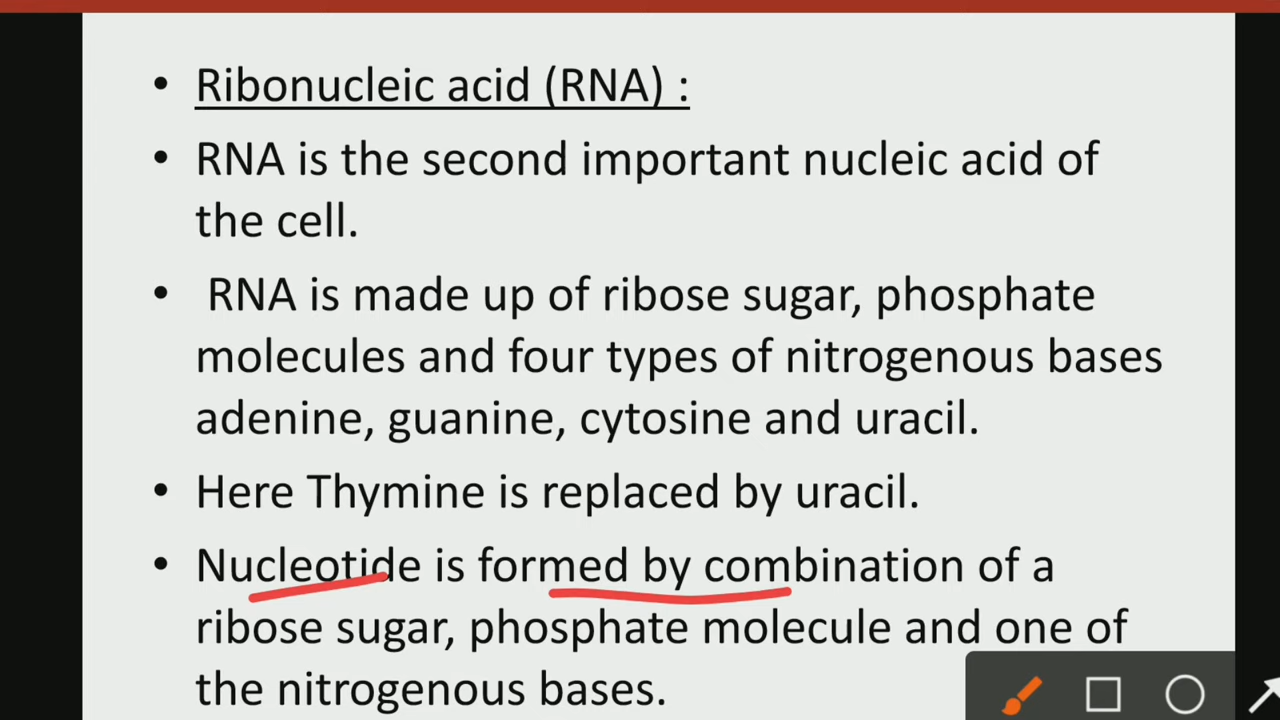 • Ribonucleic acid (RNA) :
• RNA is the second important nucleic acid of
the cell.
• RNA is made up of ribose sugar, phosphate
molecules and four types of nitrogenous bases
adenine, guanine, cytosine and uracil.
• Here Thymine is replaced by uracil.
• Nucleotide is formed by combination of a
ribose sugar, phosphate molecule and one of
the nitrogenous bases.